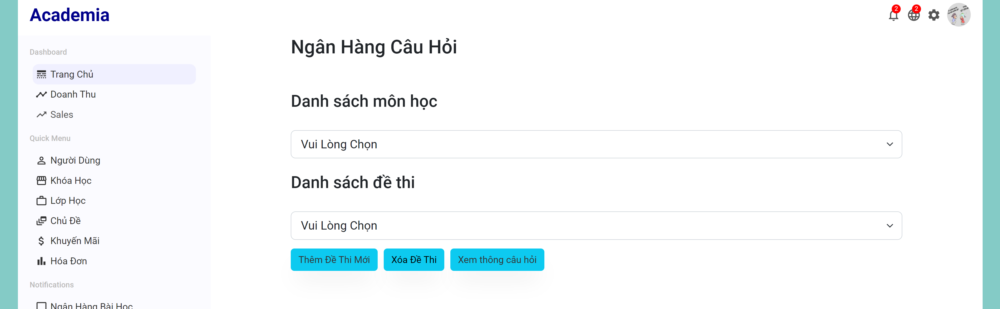 Academia
2
2
Dashboard
Trang Chủ
Doanh Thu
Sales
Quick Menu
Người Dùng
Khóa Học
Lớp Học
Chủ Đề
Khuyến Mãi
Hóa Đơn
Notifications
Ngân Hàng Bài Học
Ngân Hàng Câu Hỏi
Danh sách môn học
Vui Lòng Chọn
Danh sách đề thi
Vui Lòng Chọn
Thêm Đề Thi Mới
Xóa Đề Thi
Xem thông câu hỏi